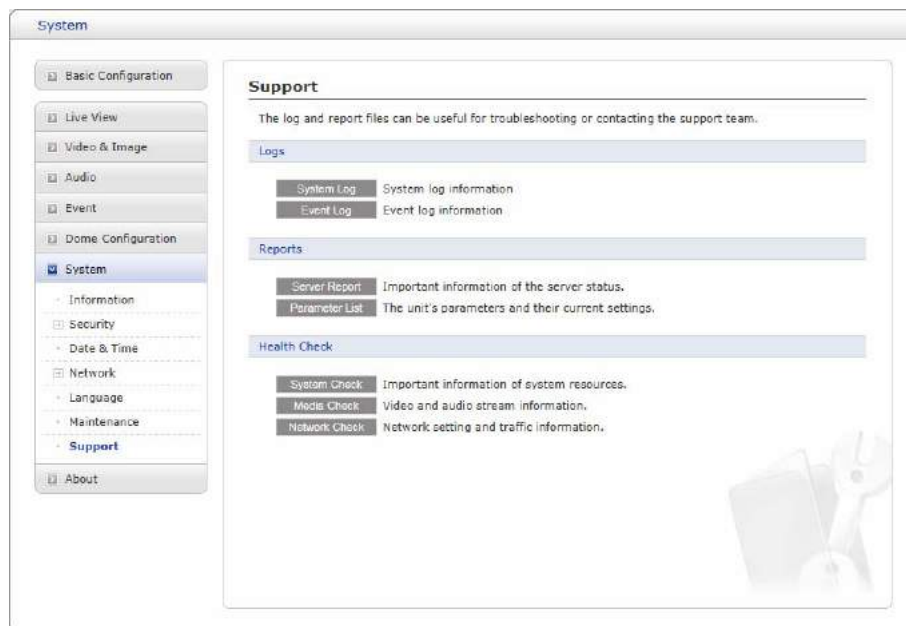 System
Basic Configuration
Live View
Video & Image
Audio
Event
Dome Configuration
System
Information
Security
Date & Time
Network
Language
Maintenance
Support
About
Support
The log and report files can be useful for troubleshooting or contacting the support team.
Logs
System Log System log information
Event Log Event log information
Reports
Server Report Important information of the server status.
Parameter List The unit's parameters and their current settings.
Health Check
System Check Important information of system resources.
Media Check Video and audio stream information.
Network Check Network setting and traffic information.